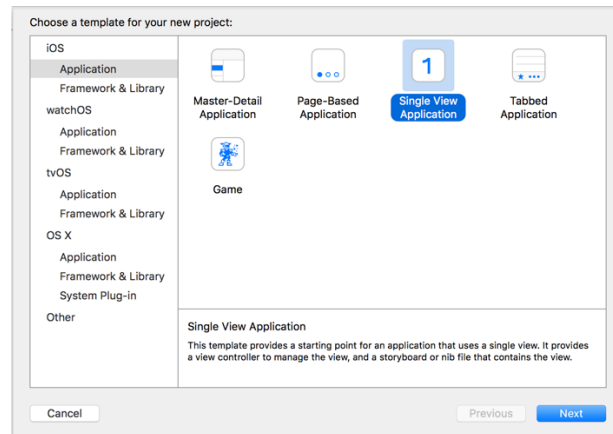 Choose a template for your new project:
iOS
Application
Framework & Library
watchOS
Application
Framework & Library
tvOS
Application
Framework & Library
OS X
Application
Framework & Library
System Plug-in
Other
Master-Detail
Application
Page-Based
Application
1
Single View
Application
Tabbed
Application
Game
Single View Application
This template provides a starting point for an application that uses a single view. It provides
a view controller to manage the view, and a storyboard or nib file that contains the view.
Cancel
Previous
Next